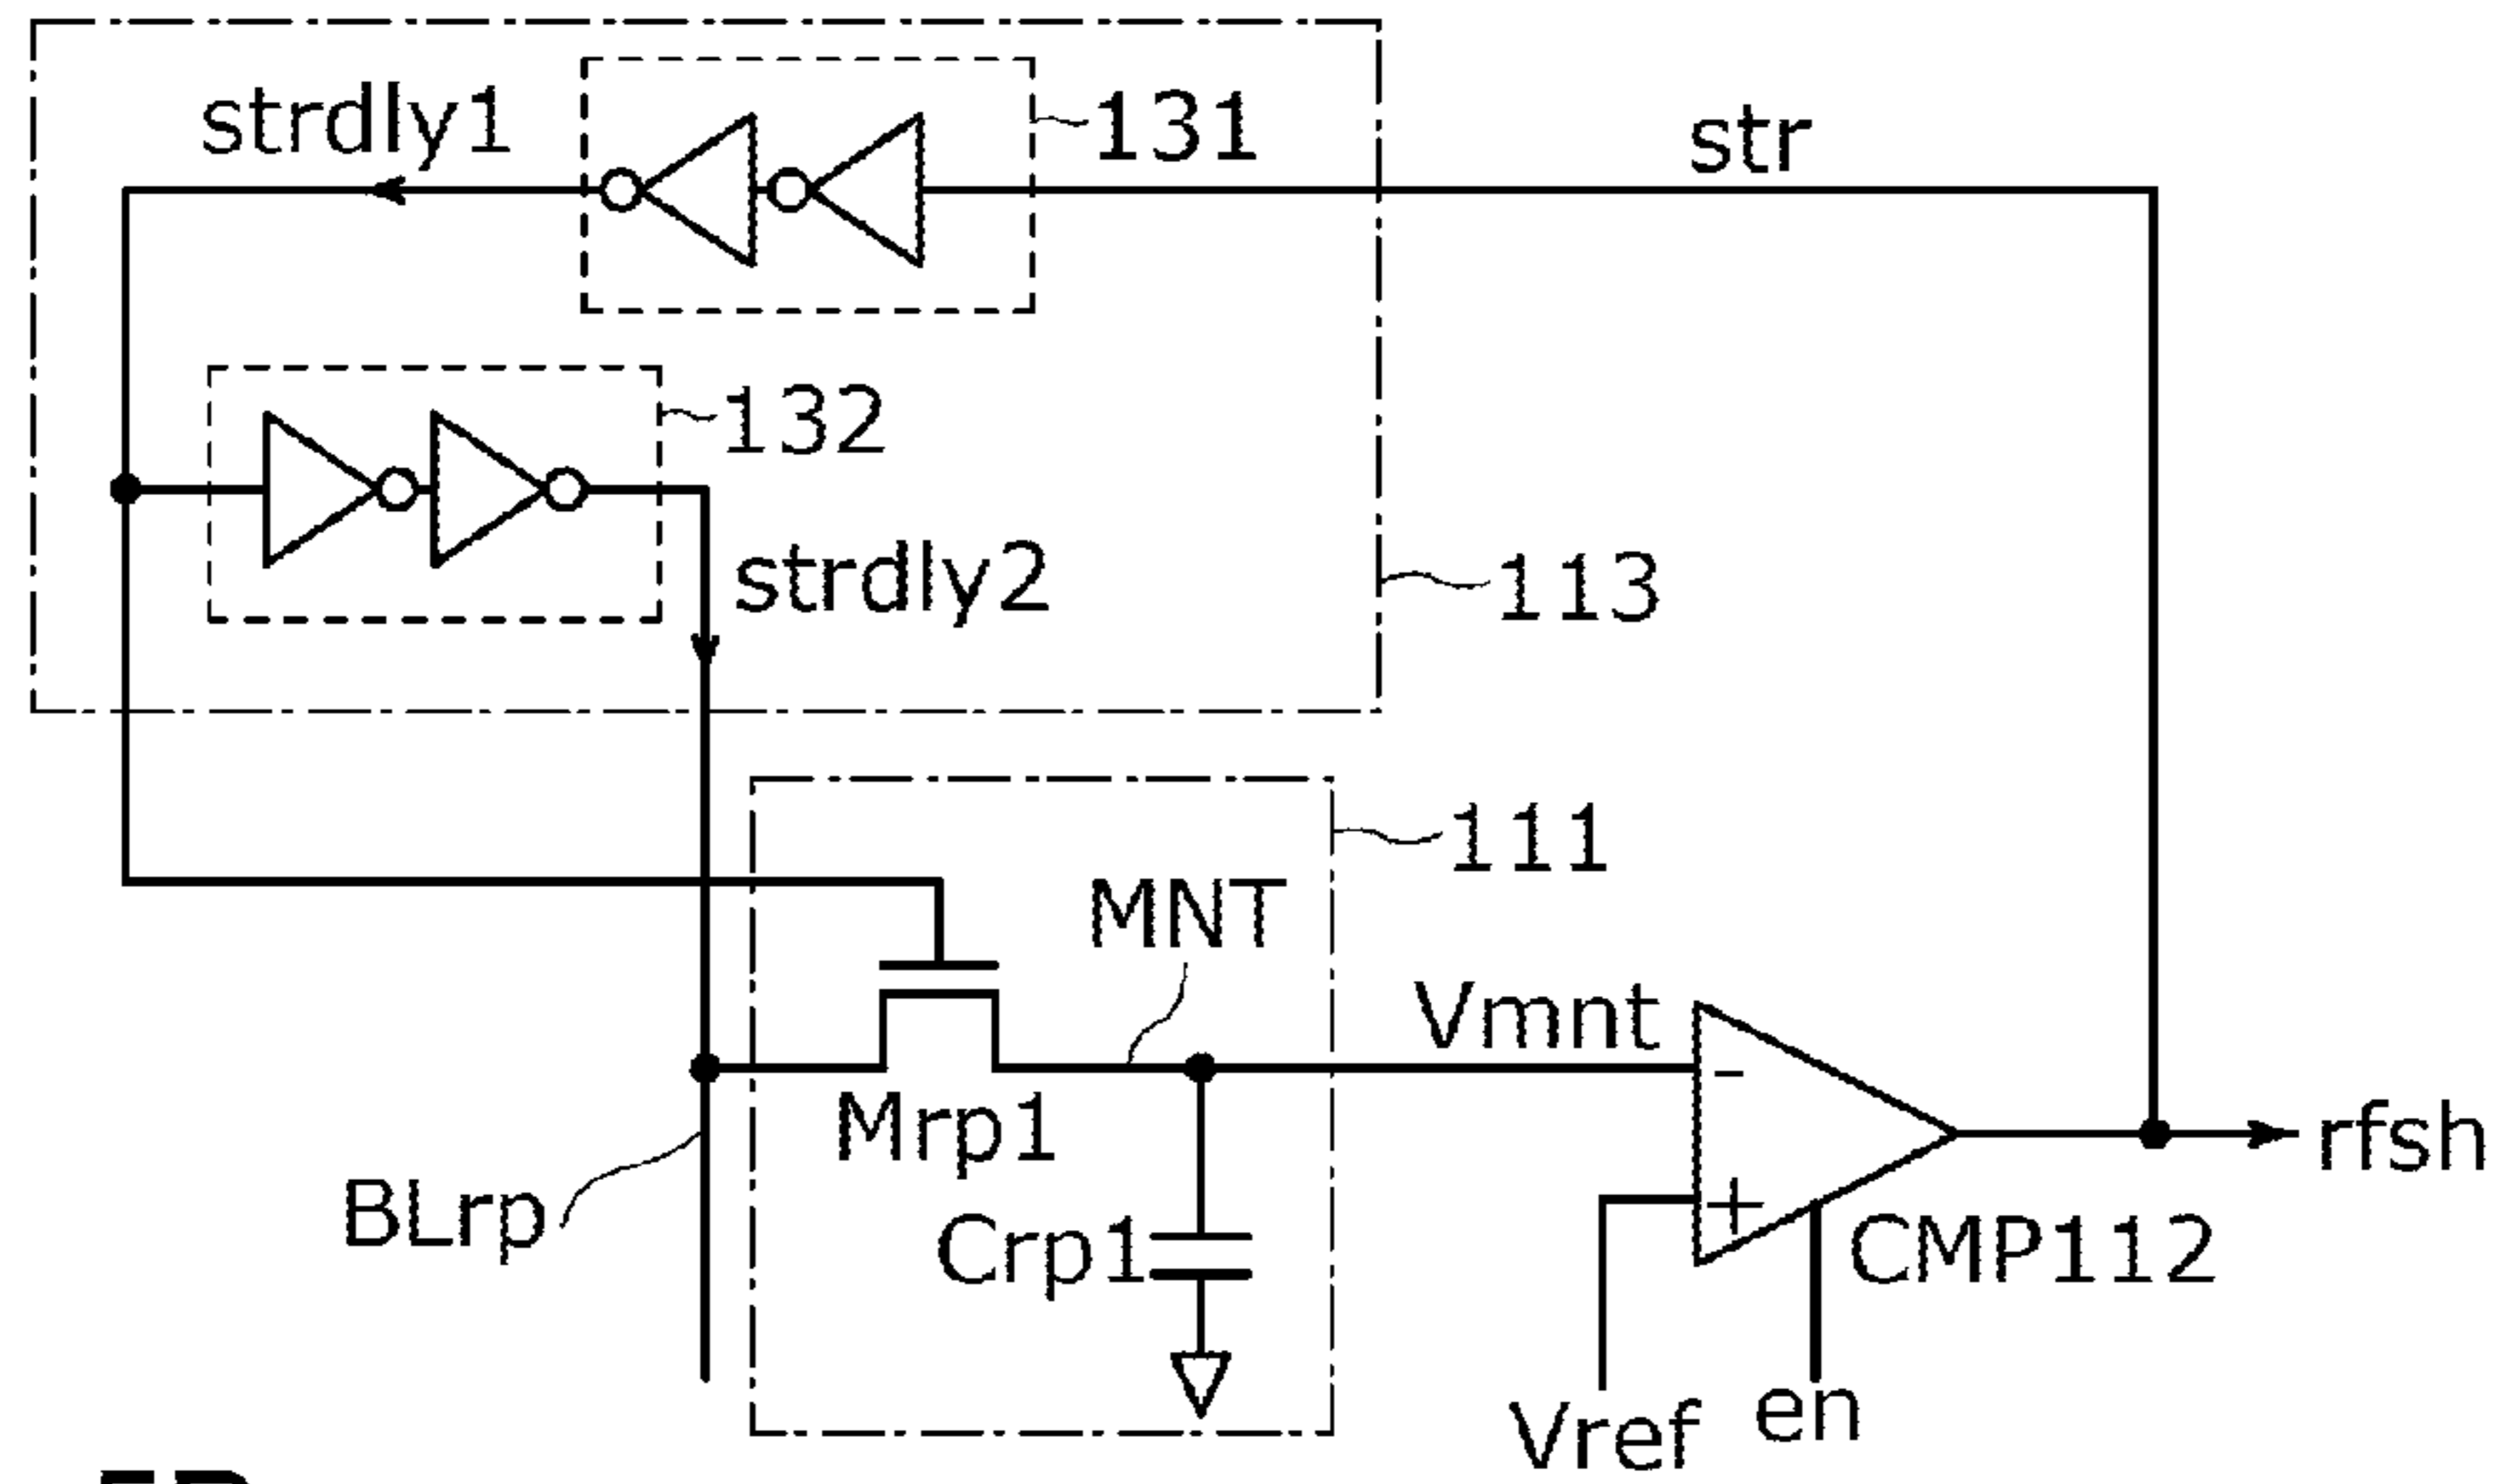 strdly1
131
str
132
strdly2
113
111
MNT
Vmnt
-
Mrp1
rfsh
BLrp
+
Crp1
CMP112
Vref
en